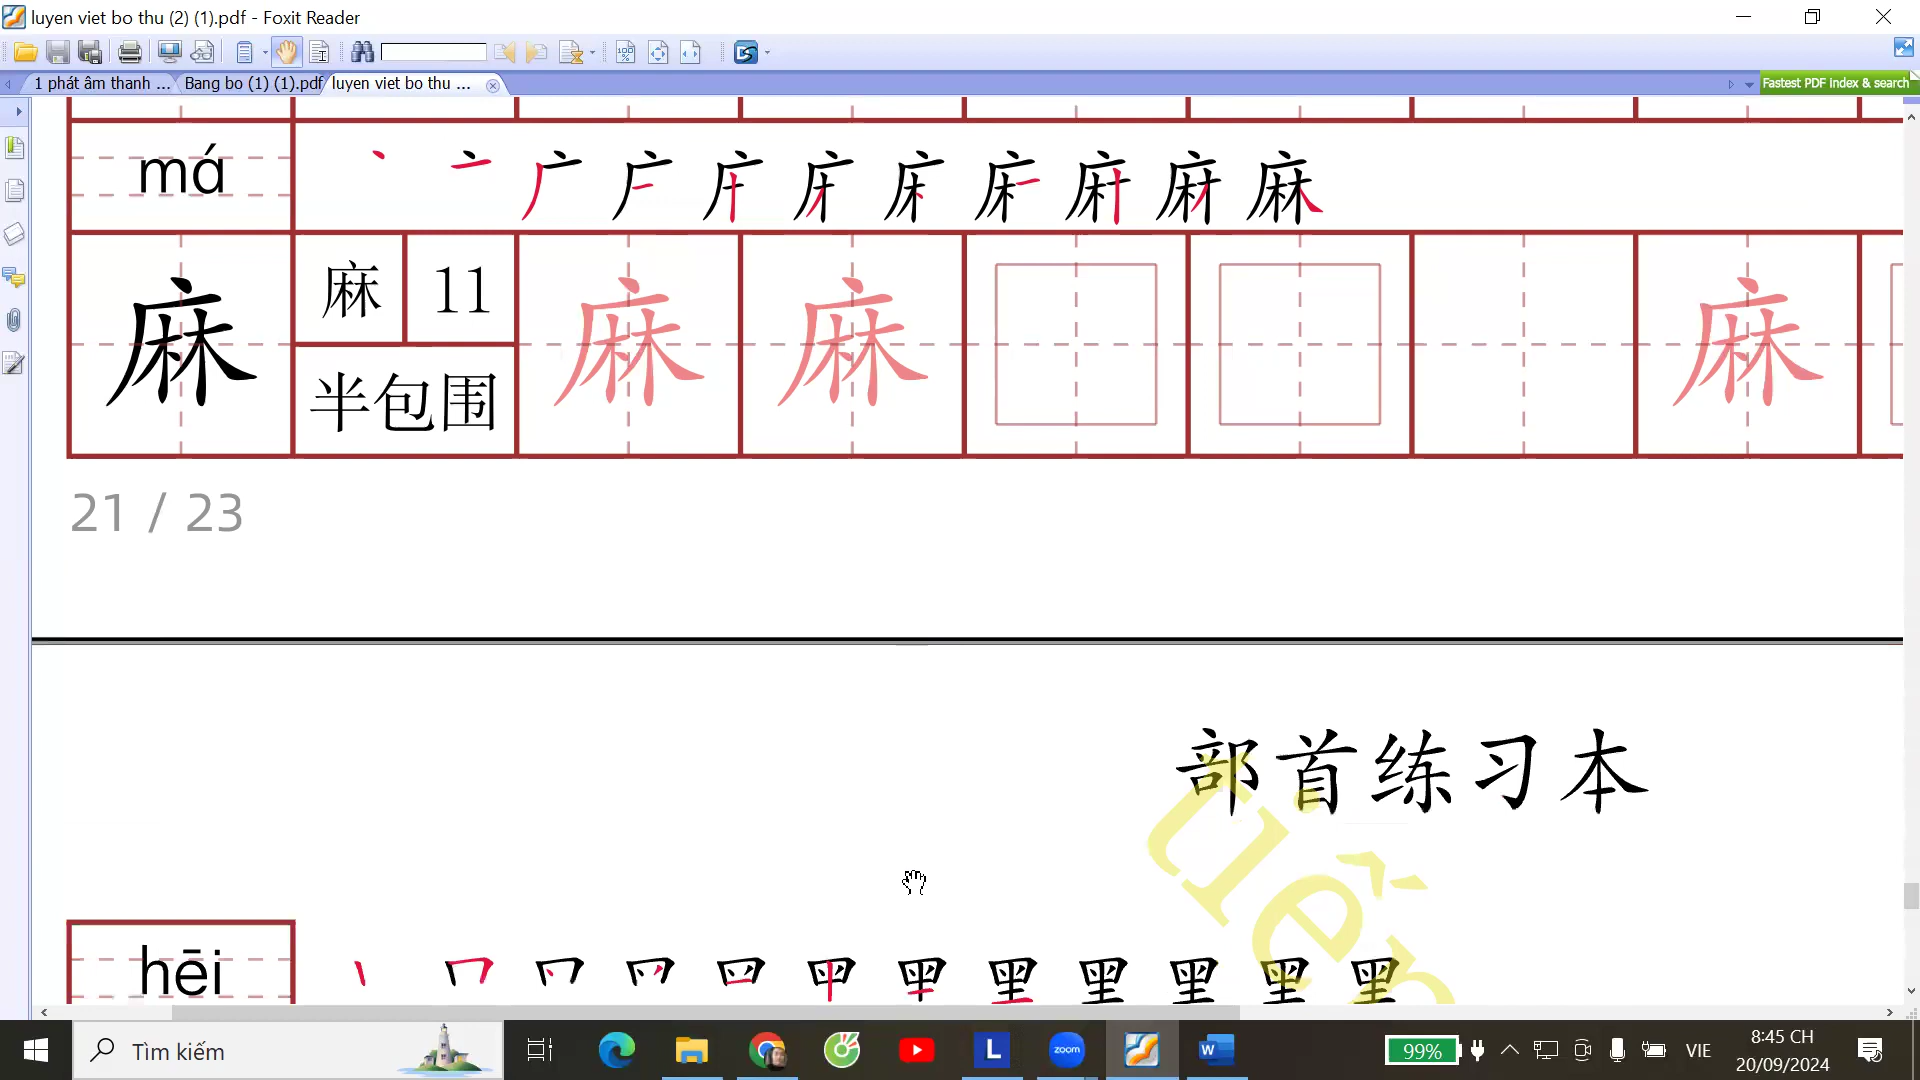 luyen viet bo thu (2) (1).pdf - Foxit Reader
1 phát âm thanh ...
Bang bo (1) (1).pdf
luyen viet bo thu ...
Fastest PDF index & search
má
麻
麻
11
麻
麻
麻
半包围
21 / 23
部首练习本
tiến
hēi
Tìm kiếm
L
zoom
W
99%
VIE
8:45 CH
20/09/2024